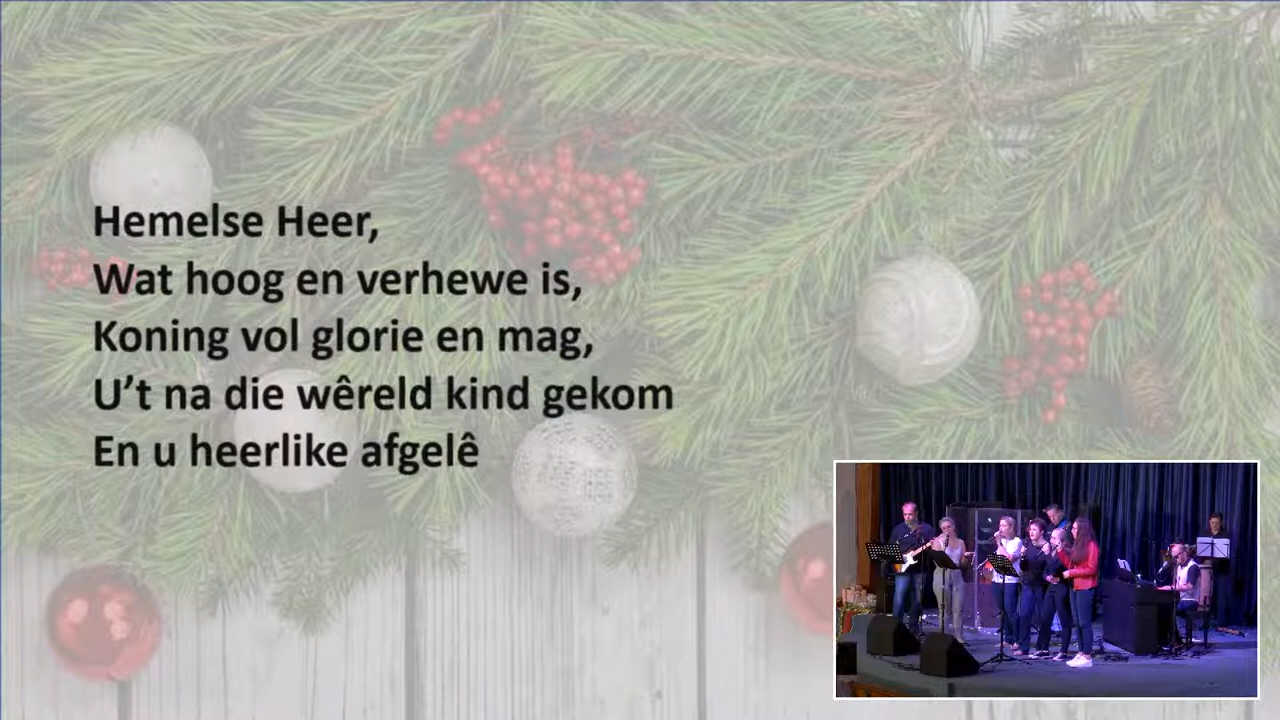 Hemelse Heer,
Wat hoog en verhewe is,
Koning vol glorie en mag,
U’t na die wêreld kind gekom
En u heerlike afgelê